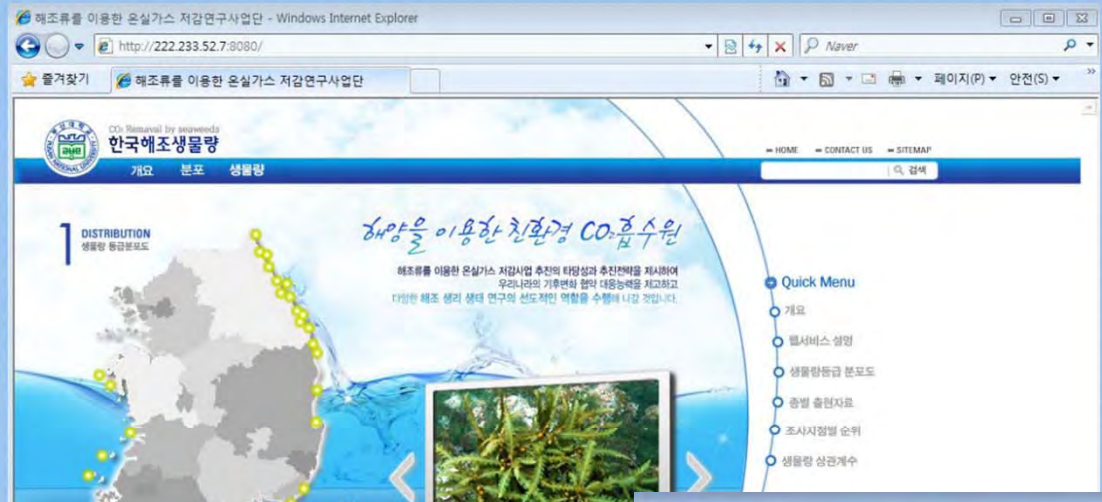 해조류를 이용한 온실가스 저감연구사업단 - Windows Internet Explorer
http://222.233.52.7:8080/
Naver
즐겨찾기
해조류를 이용한 온실가스 저감연구사업단
페이지(P)
안전(S)
CO₂ Removal by seaweeds
한국해조생물량
HOME
CONTACT US
SITEMAP
개요 분포 생물량
검색
1
DISTRIBUTION
생물량 등급분포도
해양을 이용한 친환경 CO₂흡수원
해조류를 이용한 온실가스 저감사업 추진의 타당성과 추진전략을 제시하여
우리나라의 기후변화 협약 대응능력을 제고하고
다양한 해조 생리 생태 연구의 선도적인 역할을 수행해 나갈 것입니다.
Quick Menu
개요
웹서비스 설명
생물량등급 분포도
종별 출현자료
조사지점별 순위
생물량 상관계수